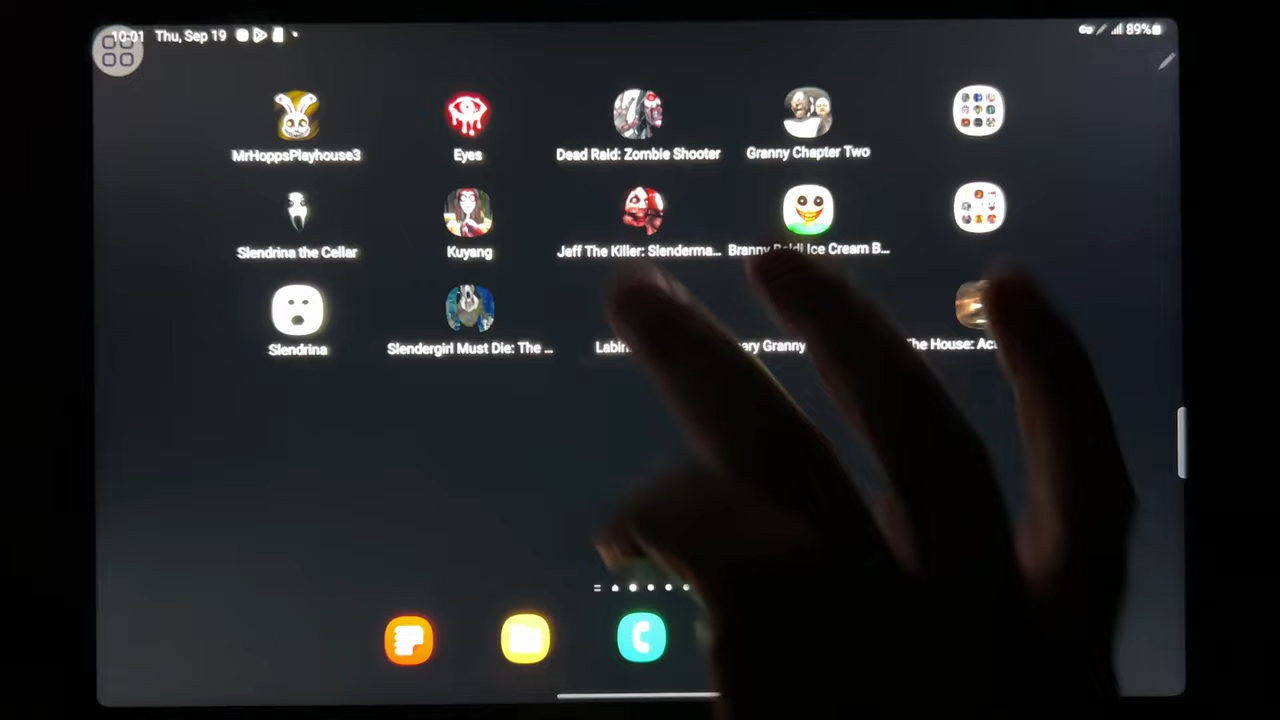 10:01 Thu, Sep 19
89%
MrHoppsPlayhouse3
Eyes
Dead Raid: Zombie Shooter
Granny Chapter Two
Slendrina the Cellar
Kuyang
Jeff The Killer: Slenderma...
Branny Baldi Ice Cream B...
Slendrina
Slendergirl Must Die: The ...
Labi
ary Granny
The House: Ac